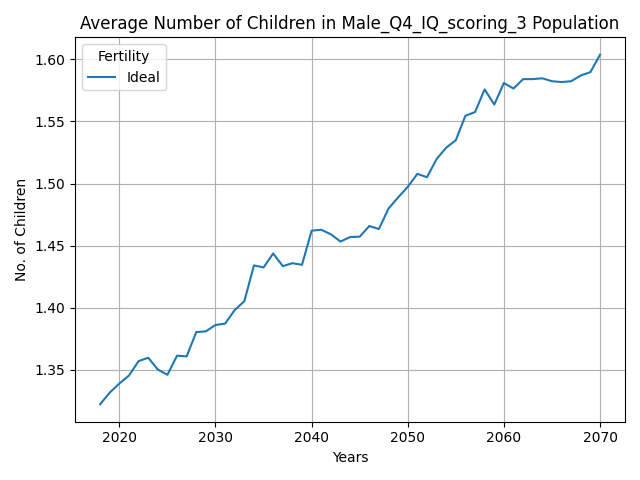 Average Number of Children in Male_Q4_IQ_scoring_3 Population
Fertility
Ideal
1.60
1.55
1.50
1.45
1.40
1.35
No. of Children
2020 2030 2040 2050 2060 2070
Years